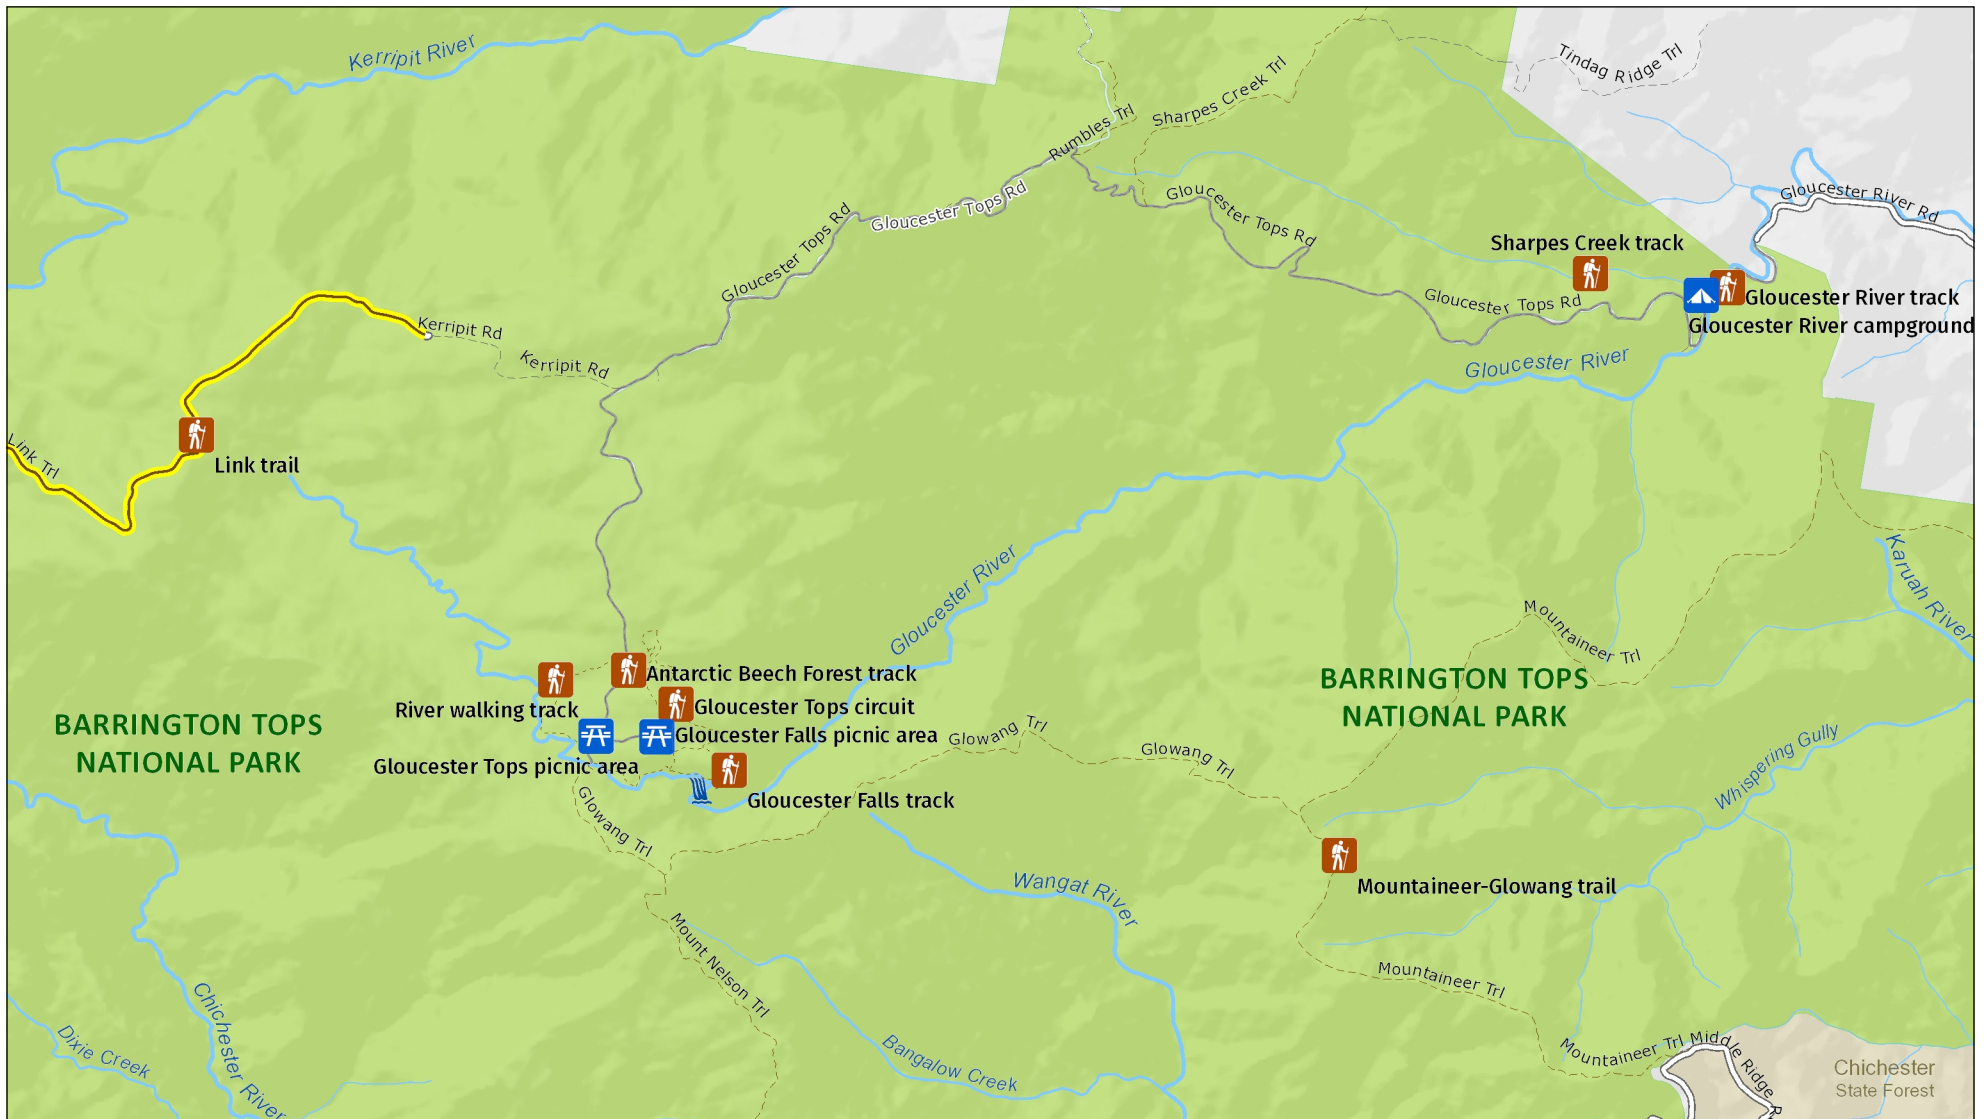 Kerripit River
Tindag Ridge Trl
Sharpes Creek Trl
Rumbles Trl
Gloucester River Rd
Gloucester Tops Rd
Gloucester Tops Rd
Gloucester Tops Rd
Sharpes Creek track
Gloucester Tops Rd
Gloucester River track
Gloucester River campground
Kerripit Rd
Kerripit Rd
Gloucester River
Link Trl
Link trail
Karuah River
Gloucester River
Mountaineer Trl
Antarctic Beech Forest track
River walking track
Gloucester Tops circuit
Gloucester Falls picnic area
Gloucester Tops picnic area
Gloucester Falls track
BARRINGTON TOPS
NATIONAL PARK
BARRINGTON TOPS
NATIONAL PARK
Glowang Trl
Glowang Trl
Glowang Trl
Whispering Gully
Mountaineer-Glowang trail
Wangat River
Mount Nelson Trl
Mountaineer Trl
Chichester River
Dixie Creek
Bangalow Creek
Mountaineer Trl
Middle Ridge R
Chichester
State Forest